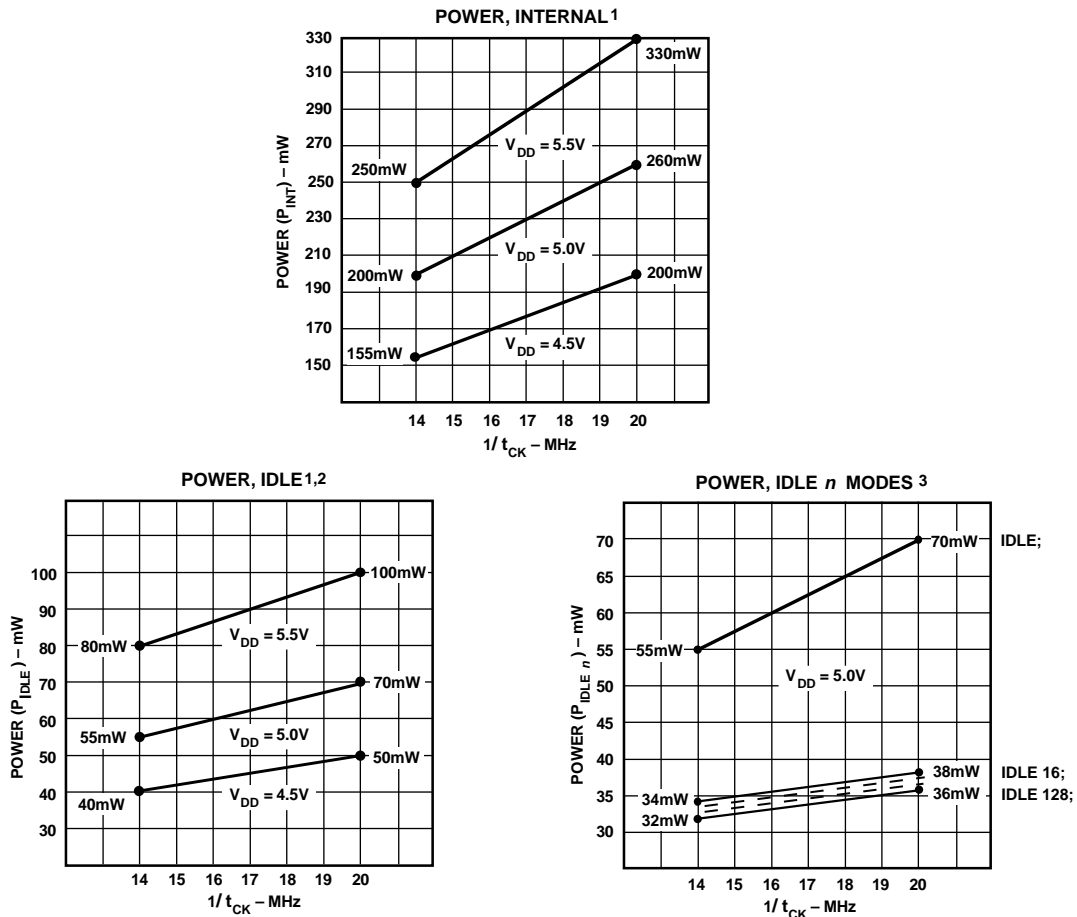 POWER, INTERNAL1
330
310
290
270
250
230
210
190
170
150
POWER (PINT) – mW
330mW
VDD = 5.5V
250mW
260mW
VDD = 5.0V
200mW
200mW
VDD = 4.5V
155mW
14 15 16 17 18 19 20
1/ tCK – MHz
POWER, IDLE1,2
100
90
80
70
60
50
40
30
POWER (PIDLE) – mW
100mW
80mW
VDD = 5.5V
70mW
55mW
VDD = 5.0V
50mW
40mW
VDD = 4.5V
14 15 16 17 18 19 20
1/ tCK – MHz
POWER, IDLE n MODES 3
70
65
60
55
50
45
40
35
30
POWER (PIDLE n) – mW
70mW IDLE;
55mW
VDD = 5.0V
38mW IDLE 16;
34mW
36mW IDLE 128;
32mW
14 15 16 17 18 19 20
1/ tCK – MHz